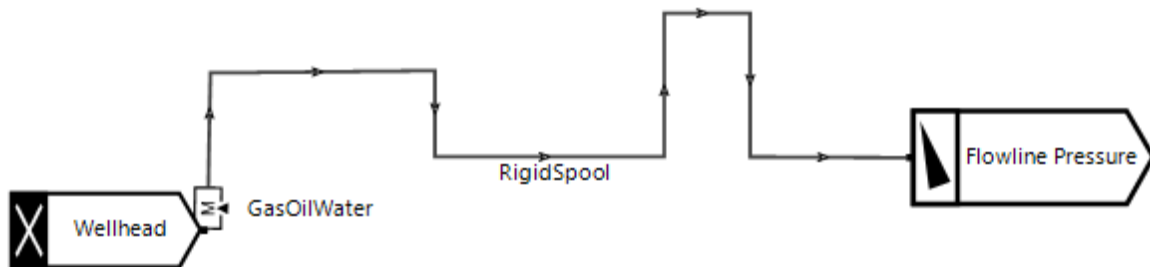 RigidSpool
Flowline Pressure
M
GasOilWater
Wellhead